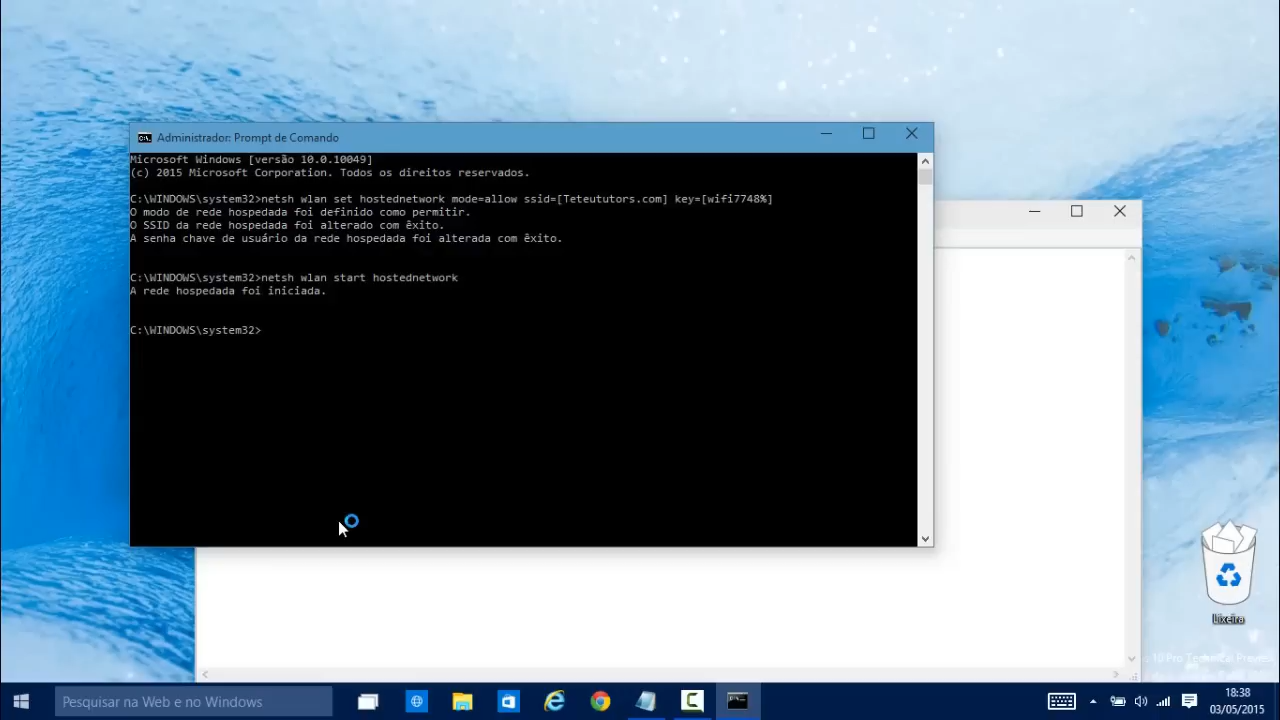 Administrador: Prompt de Comando
Microsoft Windows [versão 10.0.10049]
(c) 2015 Microsoft Corporation. Todos os direitos reservados.
C:\WINDOWS\system32>netsh wlan set hostednetwork mode=allow ssid=[Teteututors.com] key=[wifi7748%]
O modo de rede hospedada foi definido como permitir.
O SSID da rede hospedada foi alterado com êxito.
A senha chave de usuário da rede hospedada foi alterada com êxito.
C:\WINDOWS\system32>netsh wlan start hostednetwork
A rede hospedada foi iniciada.
C:\WINDOWS\system32>
Lixeira
10 Pro Technical Preview
Pesquisar na Web e no Windows
18:38
03/05/2015